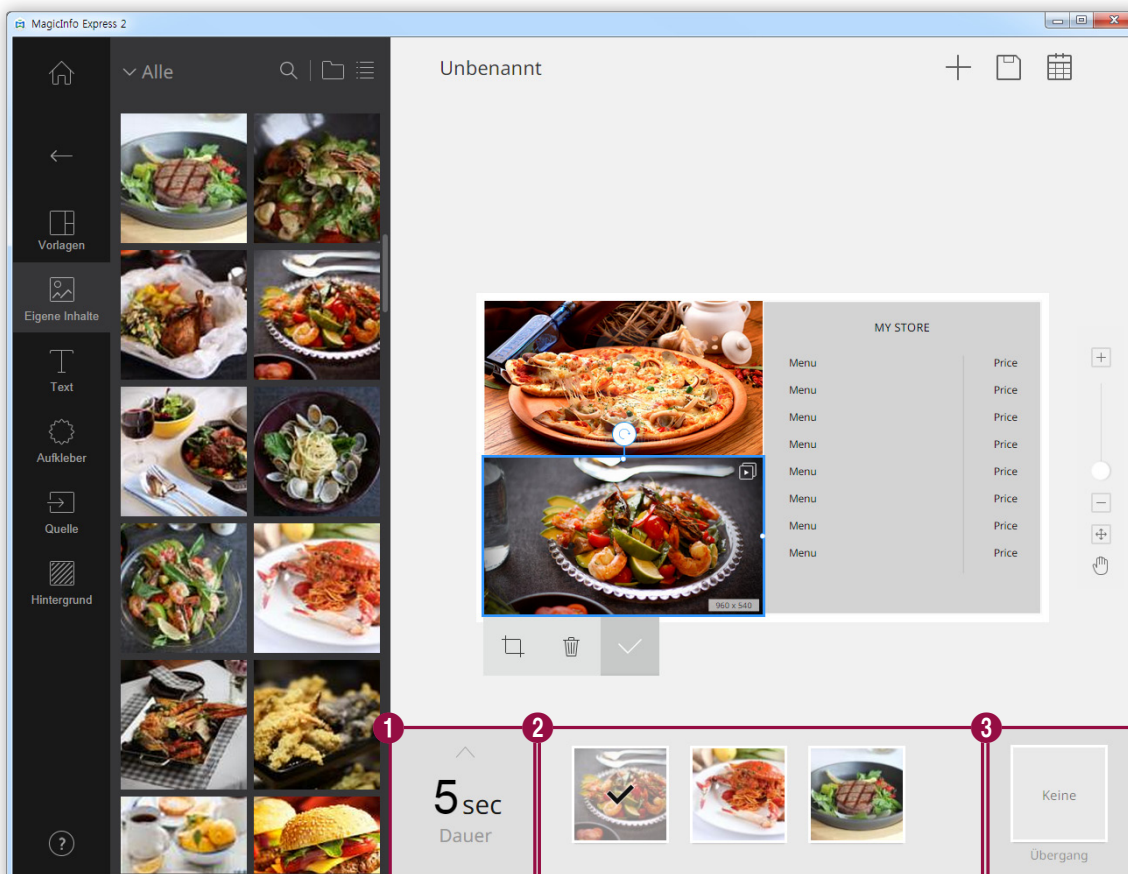 MagicInfo Express 2
Alle
Unbenannt
Vorlagen
Eigene Inhalte
Text
Aufkleber
Quelle
Hintergrund
?
MY STORE
Menu Price
Menu Price
Menu Price
Menu Price
Menu Price
Menu Price
Menu Price
Menu Price
960 x 540
1
5 sec
Dauer
2
3
Keine
Übergang